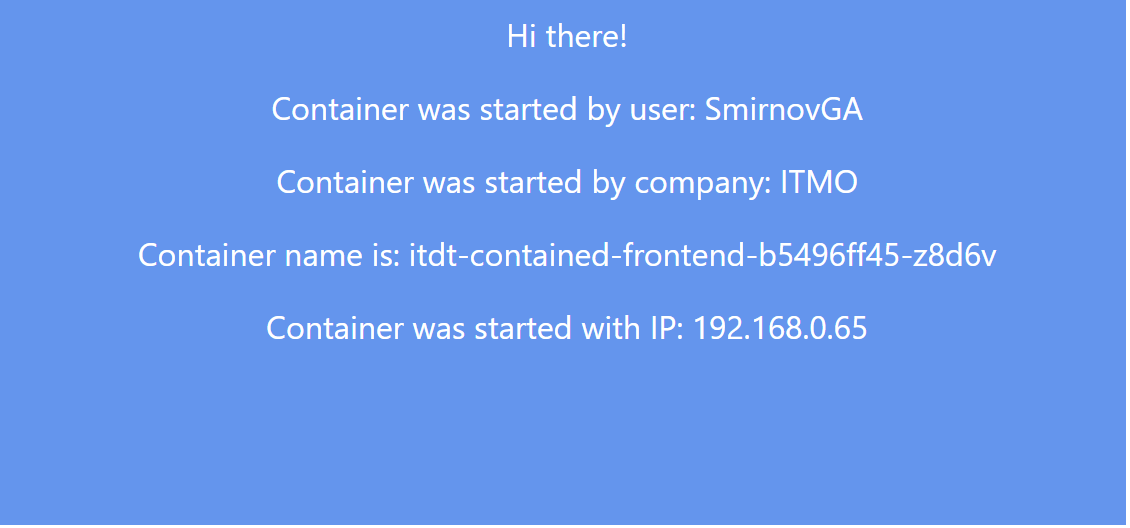 Hi there!
Container was started by user: SmirnovGA
Container was started by company: ITMO
Container name is: itdt-contained-frontend-b5496ff45-z8d6v
Container was started with IP: 192.168.0.65